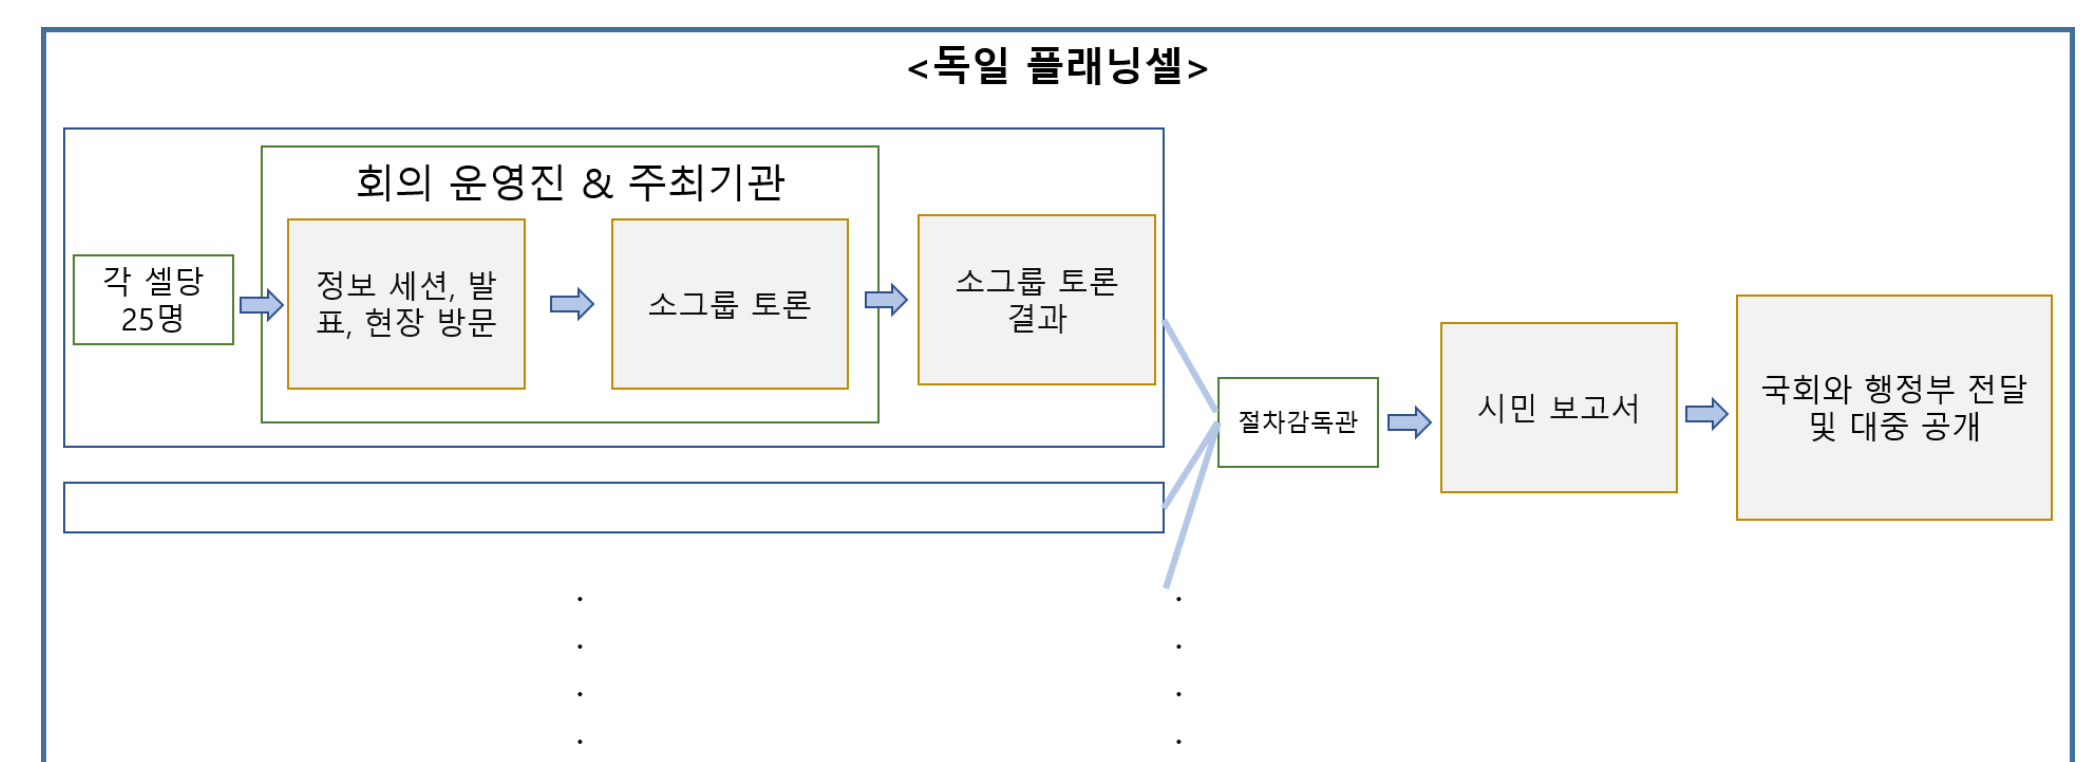 <독일 플래닝셀>
회의 운영진 & 주최기관
각 셀당
25명
정보 세션, 발
표, 현장 방문
소그룹 토론
소그룹 토론
결과
절차감독관
시민 보고서
국회와 행정부 전달
및 대중 공개